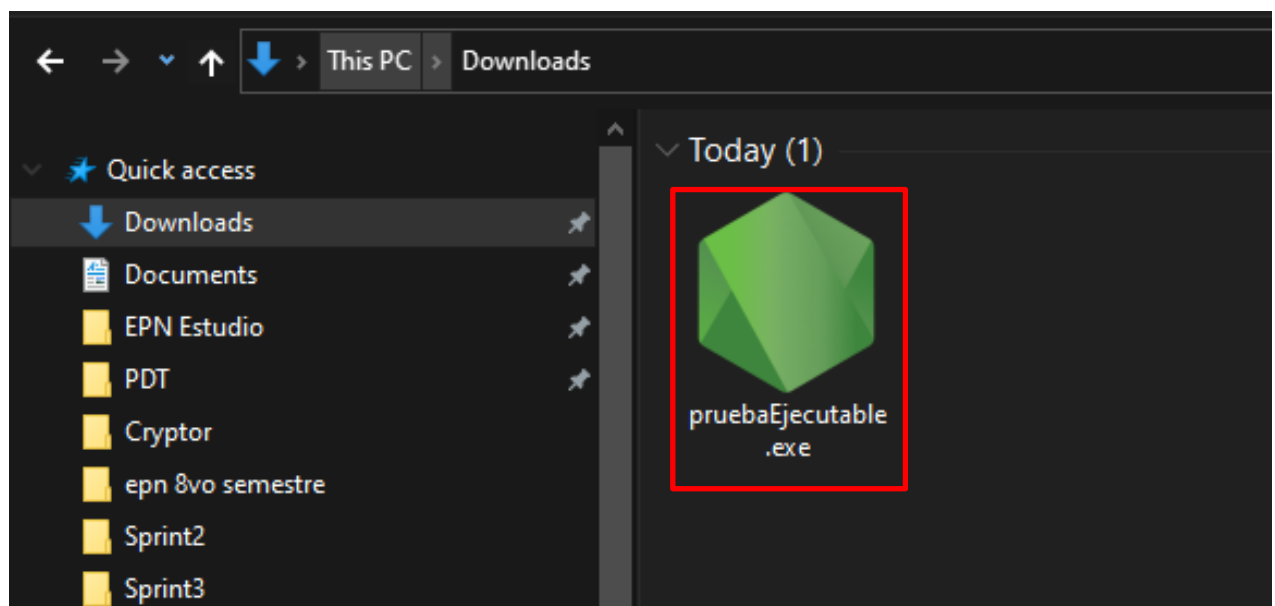 This PC > Downloads
Quick access
Downloads
Documents
EPN Estudio
PDT
Cryptor
epn 8vo semestre
Sprint2
Sprint3
Today (1)
pruebaEjecutable
.exe